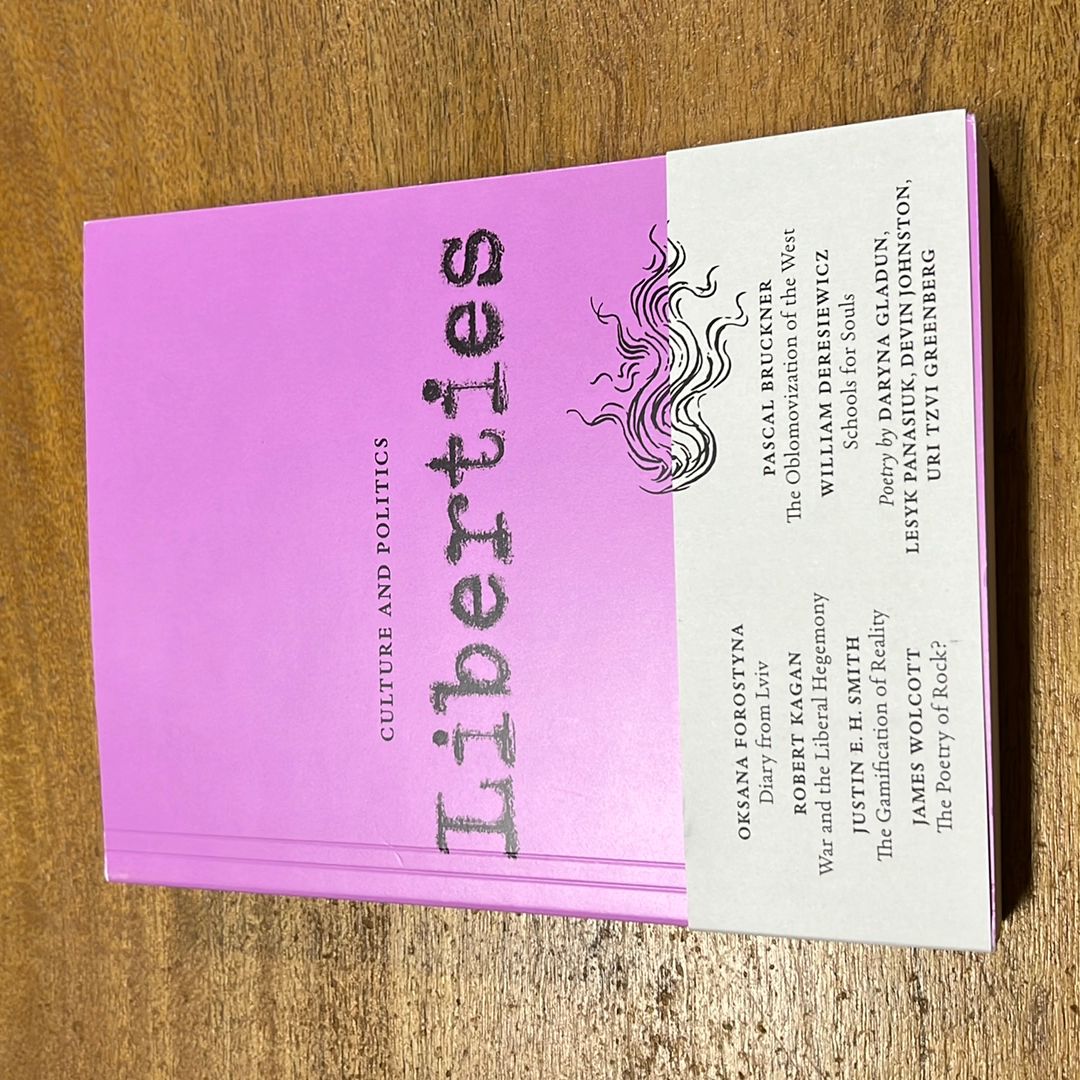 CULTURE AND POLITICS
Liberties
OKSANA FOROSTYNA
Diary from Lviv
ROBERT KAGAN
War and the Liberal Hegemony
JUSTIN E. H. SMITH
The Gamification of Reality
JAMES WOLCOTT
The Poetry of Rock?
PASCAL BRUCKNER
The Oblomovization of the West
WILLIAM DERESIEWICZ
Schools for Souls
Poetry by DARYNA GLADUN,
LESYK PANASIUK, DEVIN JOHNSTON,
URI TZVI GREENBERG